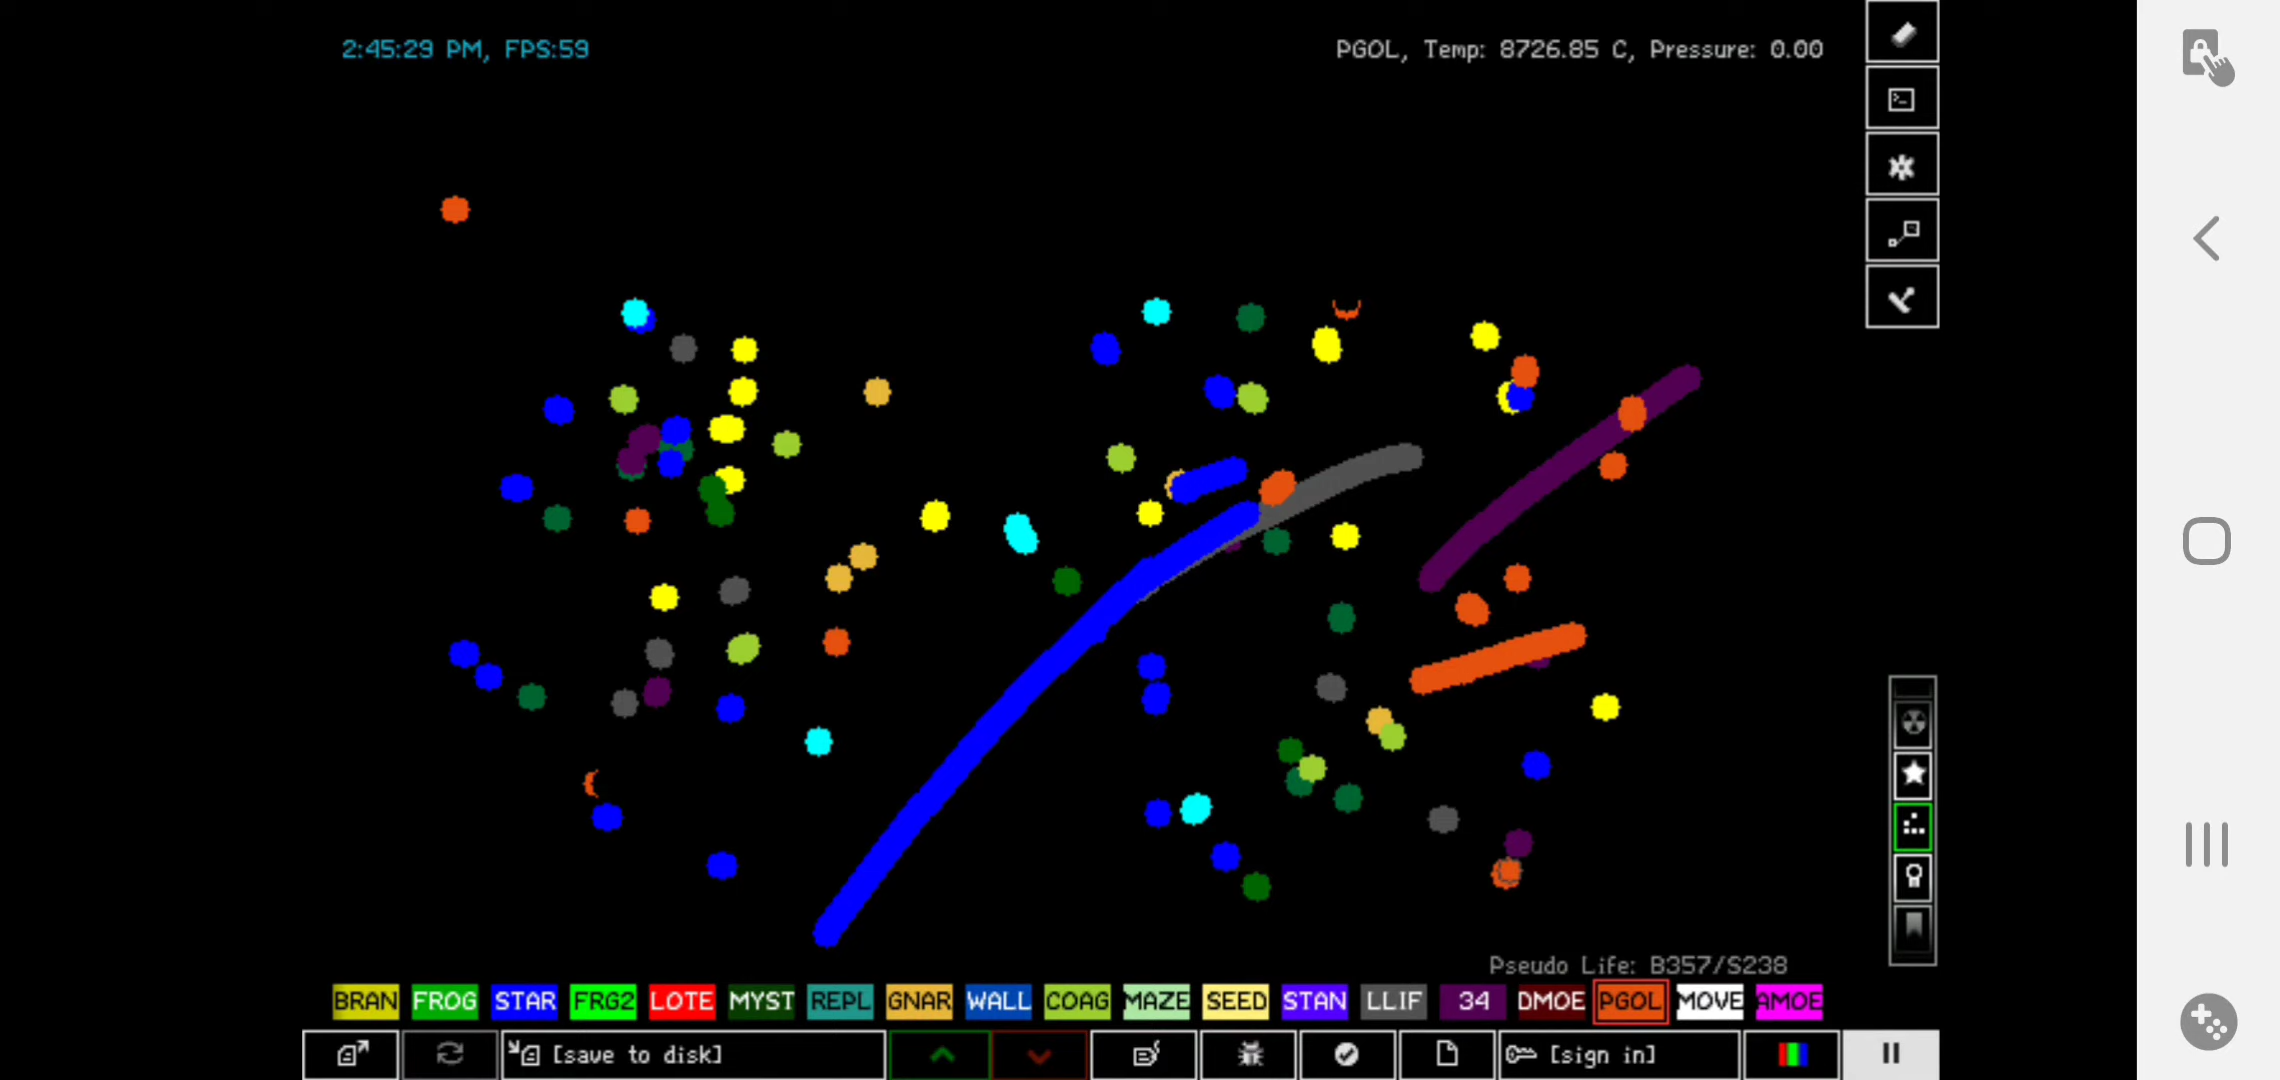 2:45:29 PM, FPS:59
PGOL, Temp: 8726.85 C, Pressure: 0.00
Pseudo Life: B357/S238
BRAN FROG STAR FRG2 LOTE MYST REPL GNAR WALL COAG MAZE SEED STAN LLIF 34 DMOE PGOL MOVE AMOE
[save to disk] [sign in]